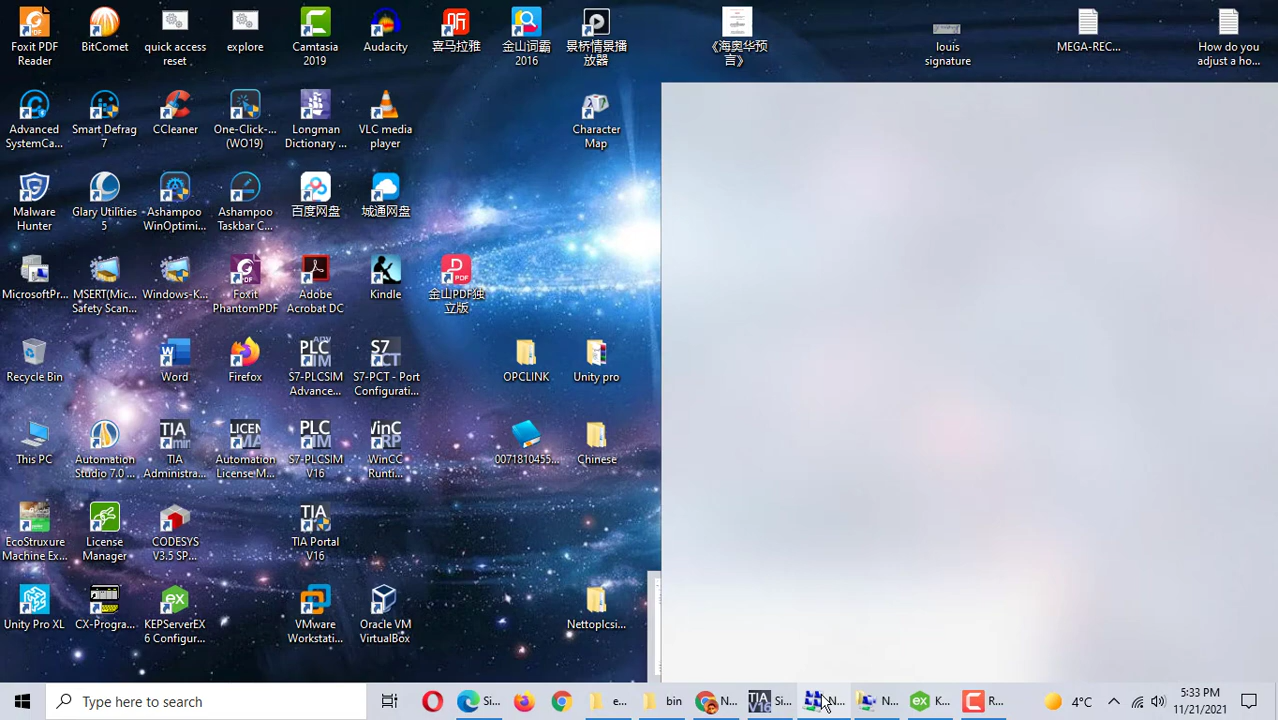 Foxit PDF
Reader
BitComet
quick access
reset
explore
Camtasia
2019
Audacity
喜马拉雅
金山词霸
2016
景栎情景播
放器
《海奥华预
言》
louis
signature
MEGA-REC...
How do you
adjust a ho...
Advanced
SystemCa...
Smart Defrag
7
CCleaner
One-Click-...
(WO19)
Longman
Dictionary ...
VLC media
player
Character
Map
Malware
Hunter
Glary Utilities
5
Ashampoo
WinOptimi...
Ashampoo
Taskbar C...
百度网盘
城通网盘
MicrosoftPr...
MSERT(Mic...
Safety Scan...
Windows-K...
Foxit
PhantomPDF
Adobe
Acrobat DC
Kindle
金山PDF独
立版
Recycle Bin
Word
Firefox
S7-PLCSIM
Advance...
S7-PCT - Port
Configurati...
OPCLINK
Unity pro
This PC
Automation
Studio 7.0 ...
TIA
Administra...
Automation
License M...
S7-PLCSIM
V16
WinCC
Runti...
0071810455...
Chinese
EcoStruxure
Machine Ex...
License
Manager
CODESYS
V3.5 SP...
TIA Portal
V16
Unity Pro XL
CX-Progra...
KEPServerEX
6 Configur...
VMware
Workstati...
Oracle VM
VirtualBox
Nettoplcsi...
Type here to search
e...
bin
N...
Si...
N...
N...
K...
R...
4°C
5:33 PM
11/21/2021